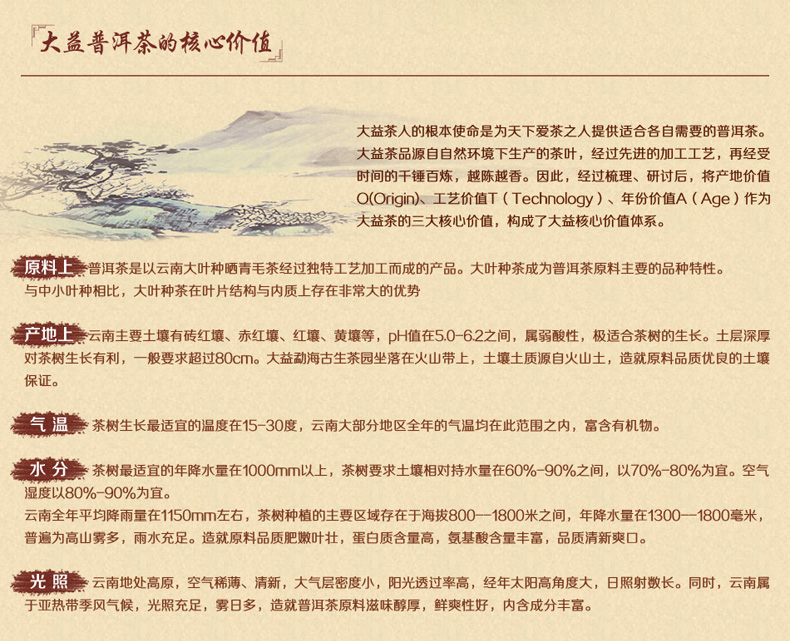 大益普洱茶的核心价值
大益茶人的根本使命是为天下爱茶之人提供适合各自需要的普洱茶。
大益茶品源自自然环境下生产的茶叶，经过先进的加工工艺，再经受
时间的千锤百炼，越陈越香。因此，经过梳理、研讨后，将产地价值
O(Origin)、工艺价值T（Technology）、年份价值A（Age）作为
大益茶的三大核心价值，构成了大益核心价值体系。
原料上 普洱茶是以云南大叶种晒青毛茶经过独特工艺加工而成的产品。大叶种茶成为普洱茶原料主要的品种特性。
与中小叶种相比，大叶种茶在叶片结构与内质上存在非常大的优势
产地上 云南主要土壤有砖红壤、赤红壤、红壤、黄壤等，pH值在5.0-6.2之间，属弱酸性，极适合茶树的生长。土层深厚
对茶树生长有利，一般要求超过80cm。大益勐海古生茶园坐落在火山带上，土壤土质源自火山土，造就原料品质优良的土壤
保证。
气温 茶树生长最适宜的温度在15-30度，云南大部分地区全年的气温均在此范围之内，富含有机物。
水分 茶树最适宜的年降水量在1000mm以上，茶树要求土壤相对持水量在60%-90%之间，以70%-80%为宜。空气
湿度以80%-90%为宜。
云南全年平均降雨量在1150mm左右，茶树种植的主要区域存在于海拔800--1800米之间，年降水量在1300--1800毫米，
普遍为高山雾多，雨水充足。造就原料品质肥嫩叶壮，蛋白质含量高，氨基酸含量丰富，品质清新爽口。
光照 云南地处高原，空气稀薄、清新，大气层密度小，阳光透过率高，经年太阳高角度大，日照射数长。同时，云南属
于亚热带季风气候，光照充足，雾日多，造就普洱茶原料滋味醇厚，鲜爽性好，内含成分丰富。